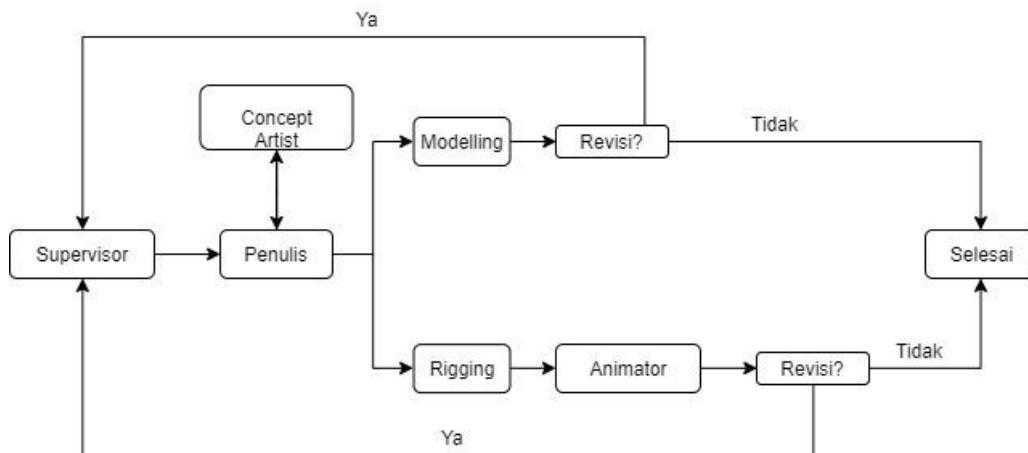 Ya
Concept
Artist
Modelling
Revisi?
Tidak
Supervisor
Penulis
Selesai
Rigging
Animator
Revisi?
Tidak
Ya